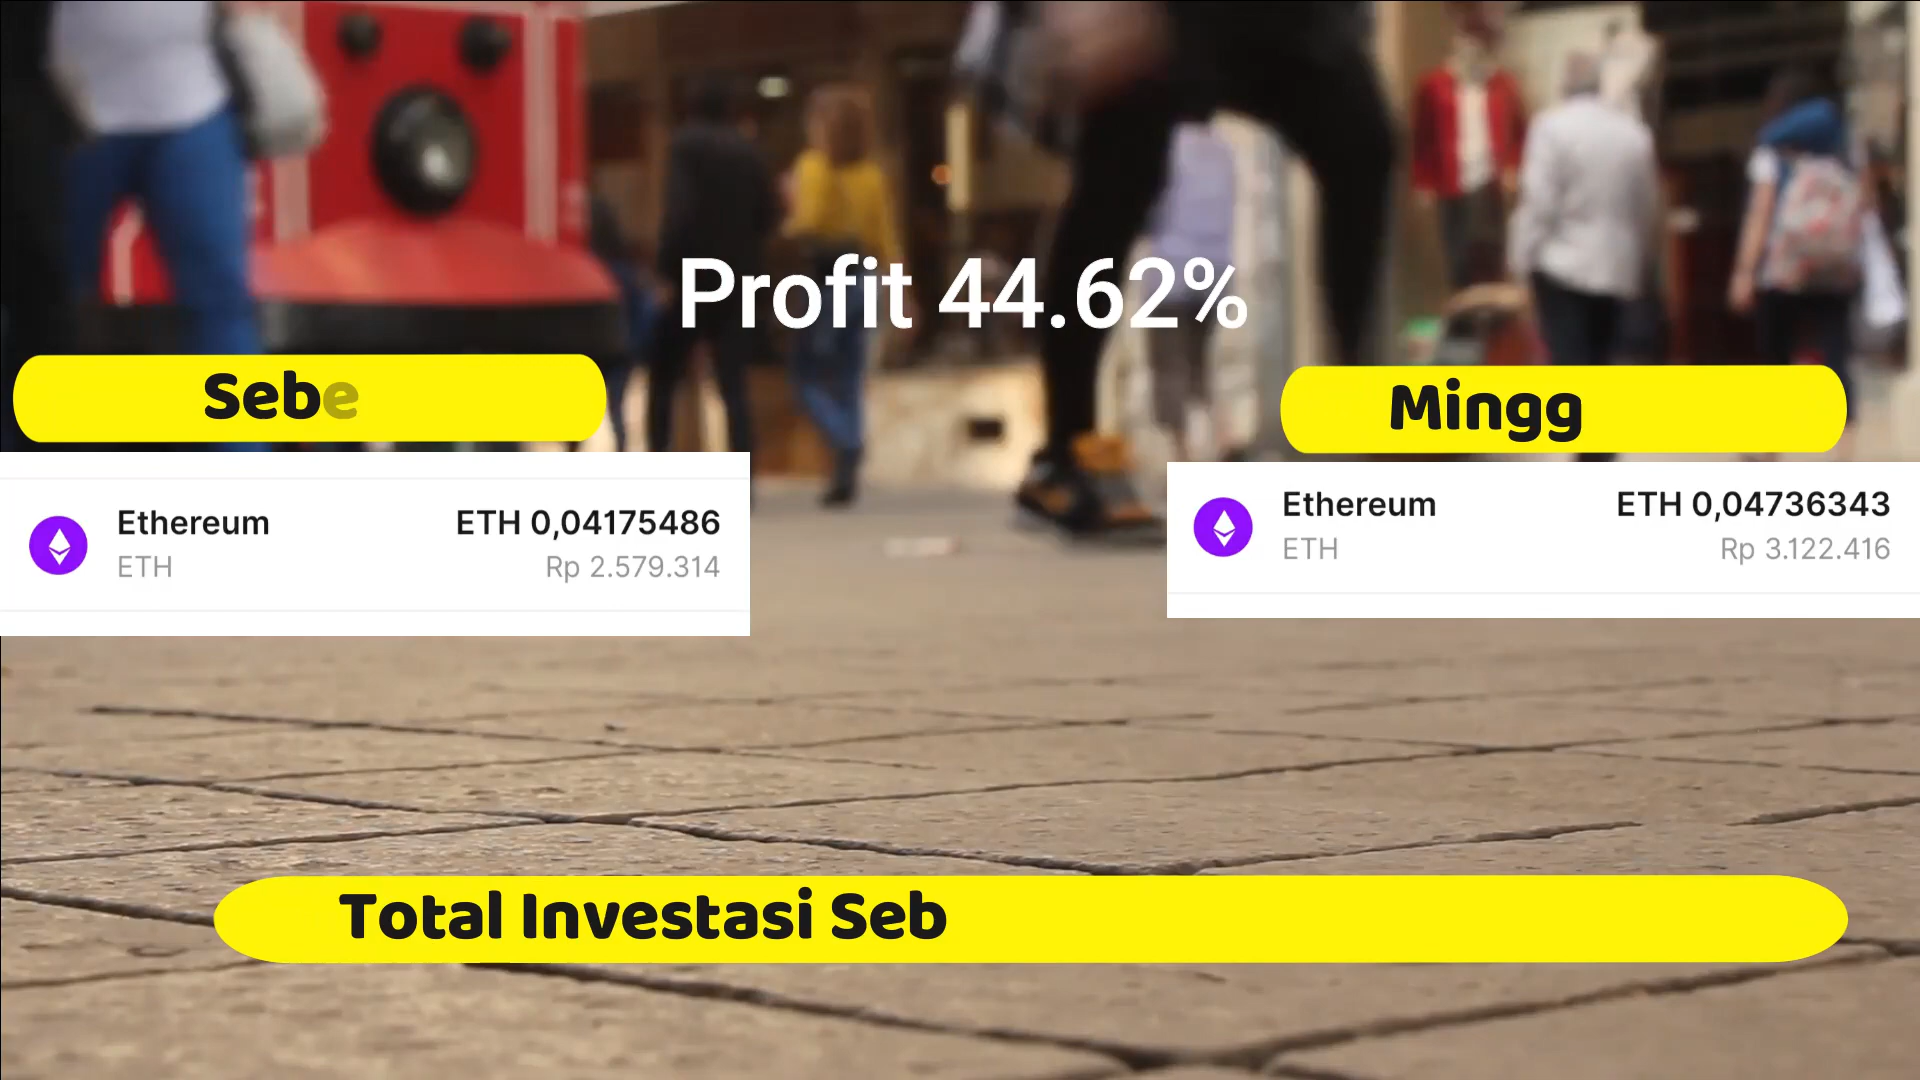 Profit 44.62%
Sebe
Ethereum ETH 0,04175486
ETH Rp 2.579.314
Mingg
Ethereum ETH 0,04736343
ETH Rp 3.122.416
Total Investasi Seb